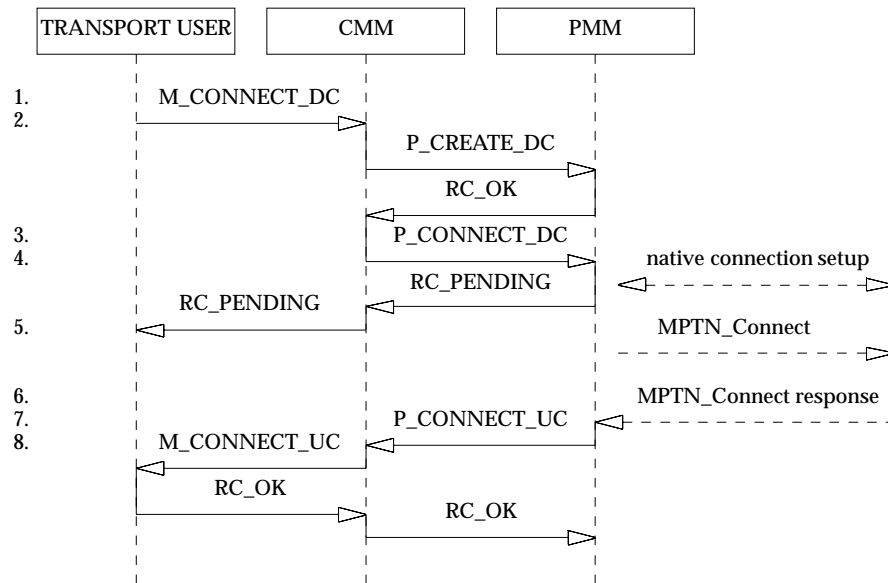 TRANSPORT USER CMM PMM
1. M_CONNECT_DC
2.
P_CREATE_DC
RC_OK
3. P_CONNECT_DC
4. native connection setup
RC_PENDING
RC_PENDING
5. MPTN_Connect
6. MPTN_Connect response
7. P_CONNECT_UC
8. M_CONNECT_UC
RC_OK
RC_OK